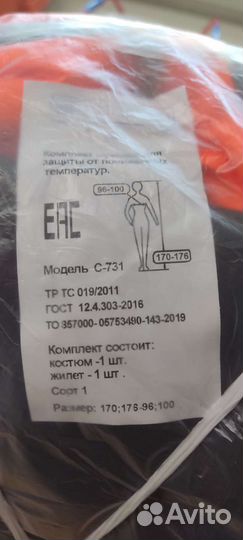 Комплект
защиты от пониженных
температур.
96-100
ЕАС
170-176
Модель С-731
ТР ТС 019/2011
ГОСТ 12.4.303-2016
ТО 857000-05753490-143-2019
Комплект состоит:
костюм -1 шт.
жилет - 1 шт .
Сорт 1
Размер: 170;176-96;100
Avito